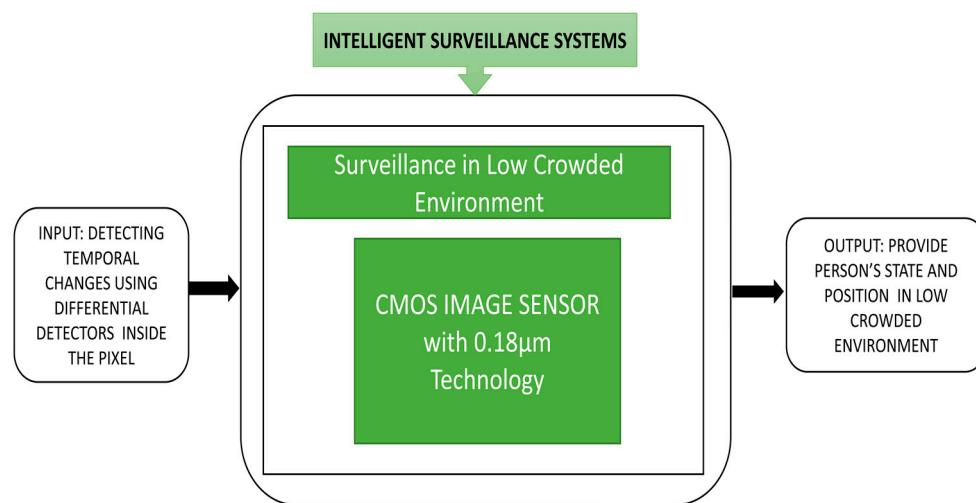 INTELLIGENT SURVEILLANCE SYSTEMS
Surveillance in Low Crowded
Environment
INPUT: DETECTING
TEMPORAL
CHANGES USING
DIFFERENTIAL
DETECTORS INSIDE
THE PIXEL
CMOS IMAGE SENSOR
with 0.18μm
Technology
OUTPUT: PROVIDE
PERSON'S STATE AND
POSITION IN LOW
CROWDED
ENVIRONMENT